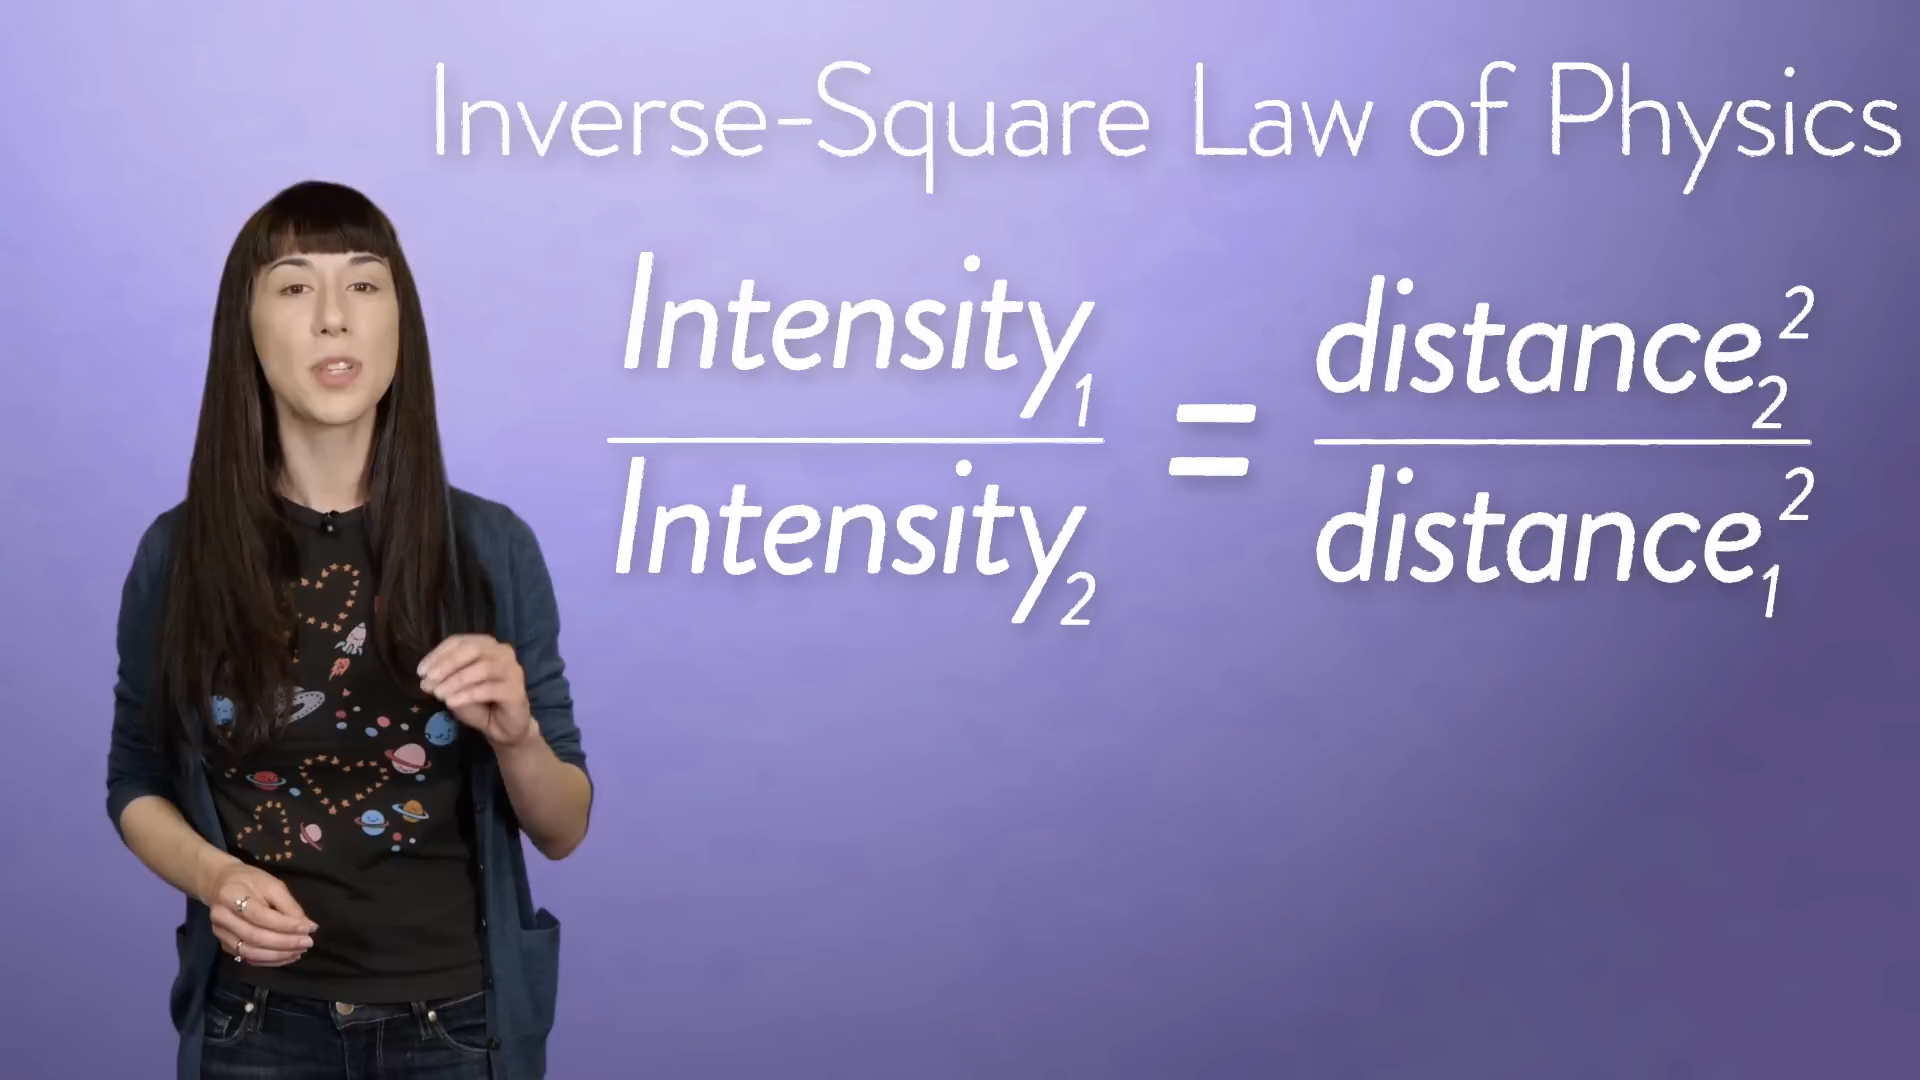 Inverse-Square Law of Physics
Intensity₁ = distance₂²
Intensity₂ distance₁²